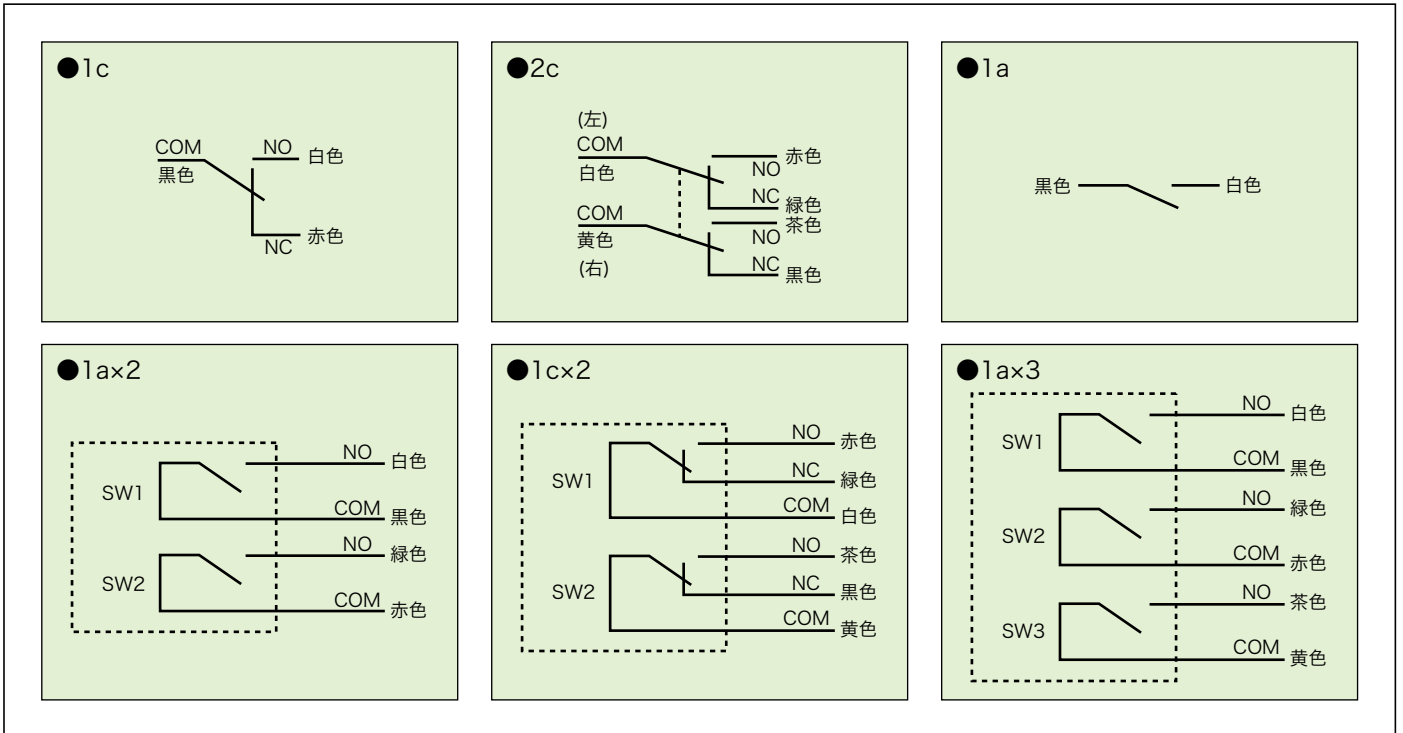 ●1c
COM
黒色
NO
白色
NC
赤色
●2c
(左)
COM
白色
赤色
NO
NC
緑色
COM
黄色
(右)
茶色
NO
NC
黒色
●1a
黒色
白色
●1a×2
SW1
NO
白色
COM
黒色
SW2
NO
緑色
COM
赤色
●1c×2
SW1
NO
赤色
NC
緑色
COM
白色
SW2
NO
茶色
NC
黒色
COM
黄色
●1a×3
SW1
NO
白色
COM
黒色
SW2
NO
緑色
COM
赤色
SW3
NO
茶色
COM
黄色